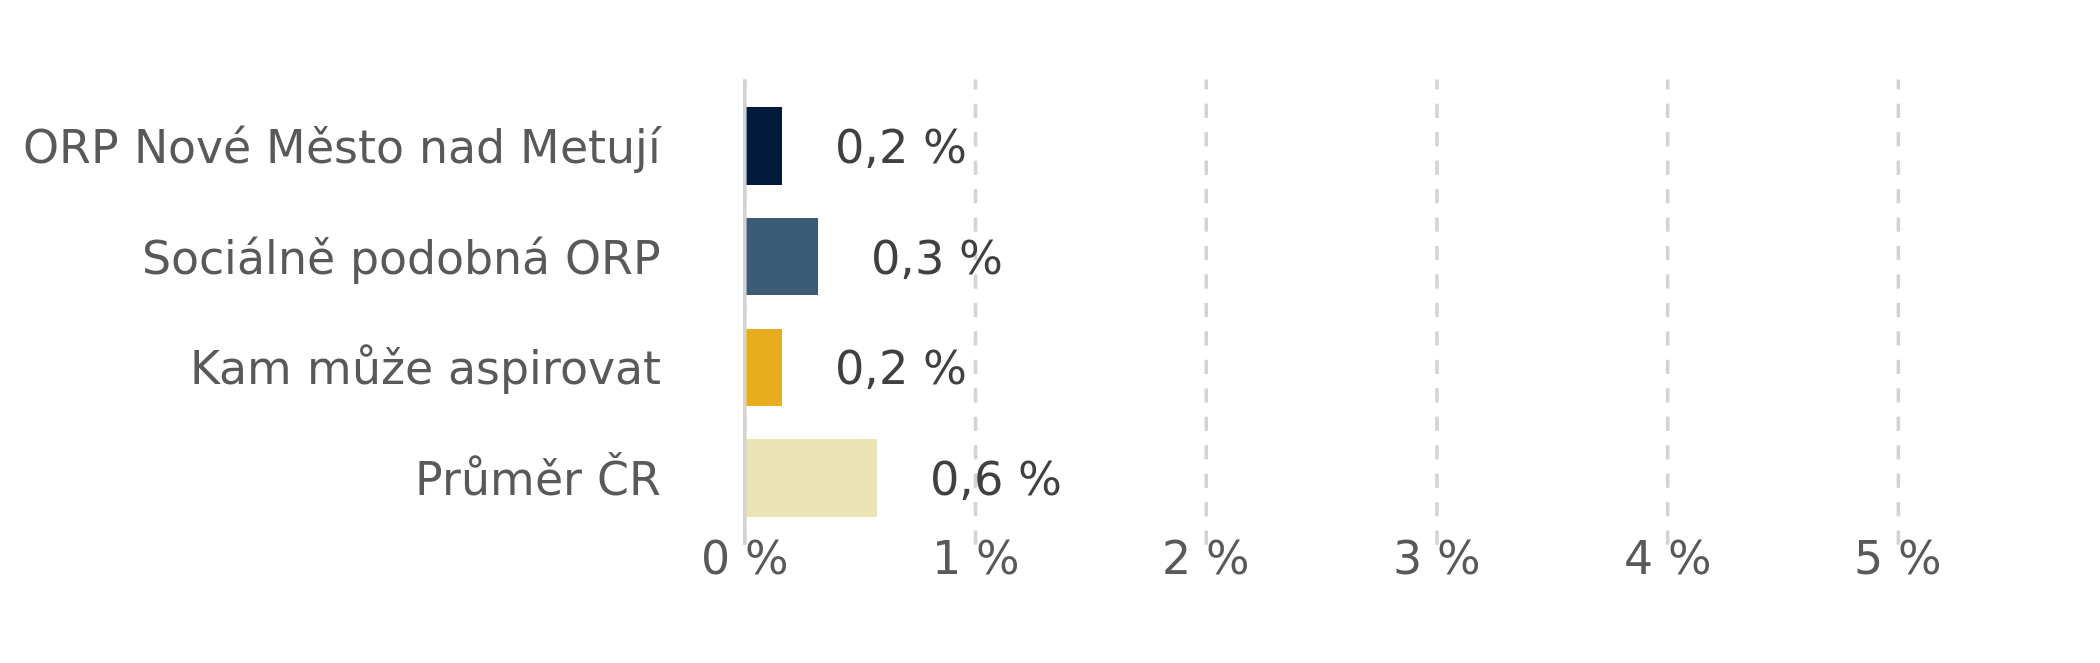 ORP Nové Město nad Metují 0,2 %
Sociálně podobná ORP 0,3 %
Kam může aspirovat 0,2 %
Průměr ČR 0,6 %
0 % 1 % 2 % 3 % 4 % 5 %